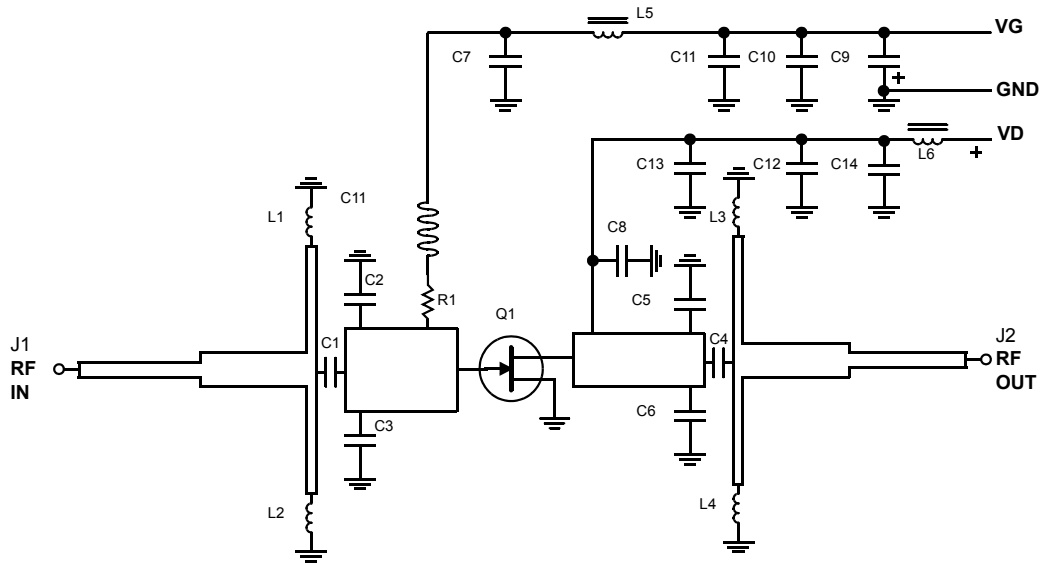 L5
VG
C7
C11
C10
C9
+
GND
VD
C13
C12
C14
L6
+
C11
L1
L3
C8
C2
C5
R1
Q1
J1
RF
IN
C1
C4
J2
RF
OUT
C3
C6
L2
L4